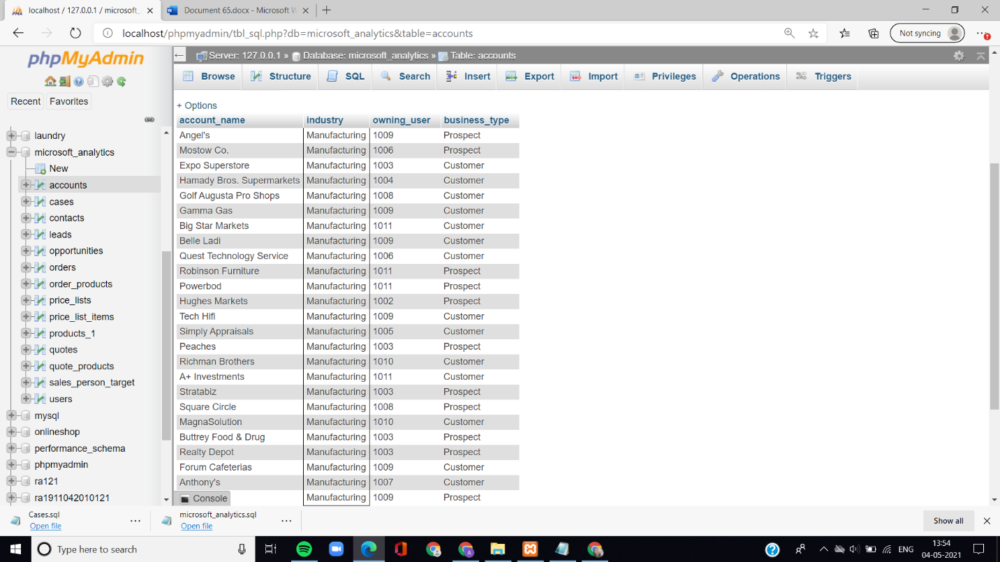 localhost / 127.0.0.1 / microsoft_
Document 65.docx - Microsoft W
localhost/phpmyadmin/tbl_sql.php?db=microsoft_analytics&table=accounts
Not syncing
phpMyAdmin
Recent Favorites
laundry
microsoft_analytics
New
accounts
cases
contacts
leads
opportunities
orders
order_products
price_lists
price_list_items
products_1
quotes
quote_products
sales_person_target
users
mysql
onlineshop
performance_schema
phpmyadmin
ra121
ra1911042010121
Server: 127.0.0.1 » Database: microsoft_analytics » Table: accounts
Browse Structure SQL Search Insert Export Import Privileges Operations Triggers
+ Options
account_name industry owning_user business_type
Angel's Manufacturing 1009 Prospect
Mostow Co. Manufacturing 1006 Prospect
Expo Superstore Manufacturing 1003 Customer
Hamady Bros. Supermarkets Manufacturing 1004 Customer
Golf Augusta Pro Shops Manufacturing 1008 Customer
Gamma Gas Manufacturing 1009 Customer
Big Star Markets Manufacturing 1011 Customer
Belle Ladi Manufacturing 1009 Customer
Quest Technology Service Manufacturing 1006 Customer
Robinson Furniture Manufacturing 1011 Prospect
Powerbod Manufacturing 1011 Prospect
Hughes Markets Manufacturing 1002 Prospect
Tech Hifi Manufacturing 1009 Customer
Simply Appraisals Manufacturing 1005 Customer
Peaches Manufacturing 1003 Prospect
Richman Brothers Manufacturing 1010 Customer
A+ Investments Manufacturing 1011 Customer
Stratabiz Manufacturing 1003 Prospect
Square Circle Manufacturing 1008 Prospect
MagnaSolution Manufacturing 1010 Customer
Buttrey Food & Drug Manufacturing 1003 Prospect
Realty Depot Manufacturing 1003 Prospect
Forum Cafeterias Manufacturing 1009 Customer
Anthony's Manufacturing 1007 Customer
Console Manufacturing 1009 Prospect
Cases.sql
Open file
microsoft_analytics.sql
Open file
Show all
Type here to search
ENG
13:54
04-05-2021